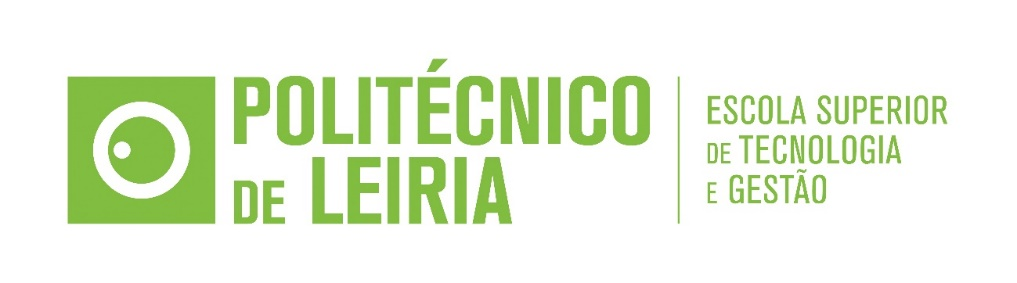 POLITÉCNICO
DE LEIRIA
ESCOLA SUPERIOR
DE TECNOLOGIA
E GESTÃO